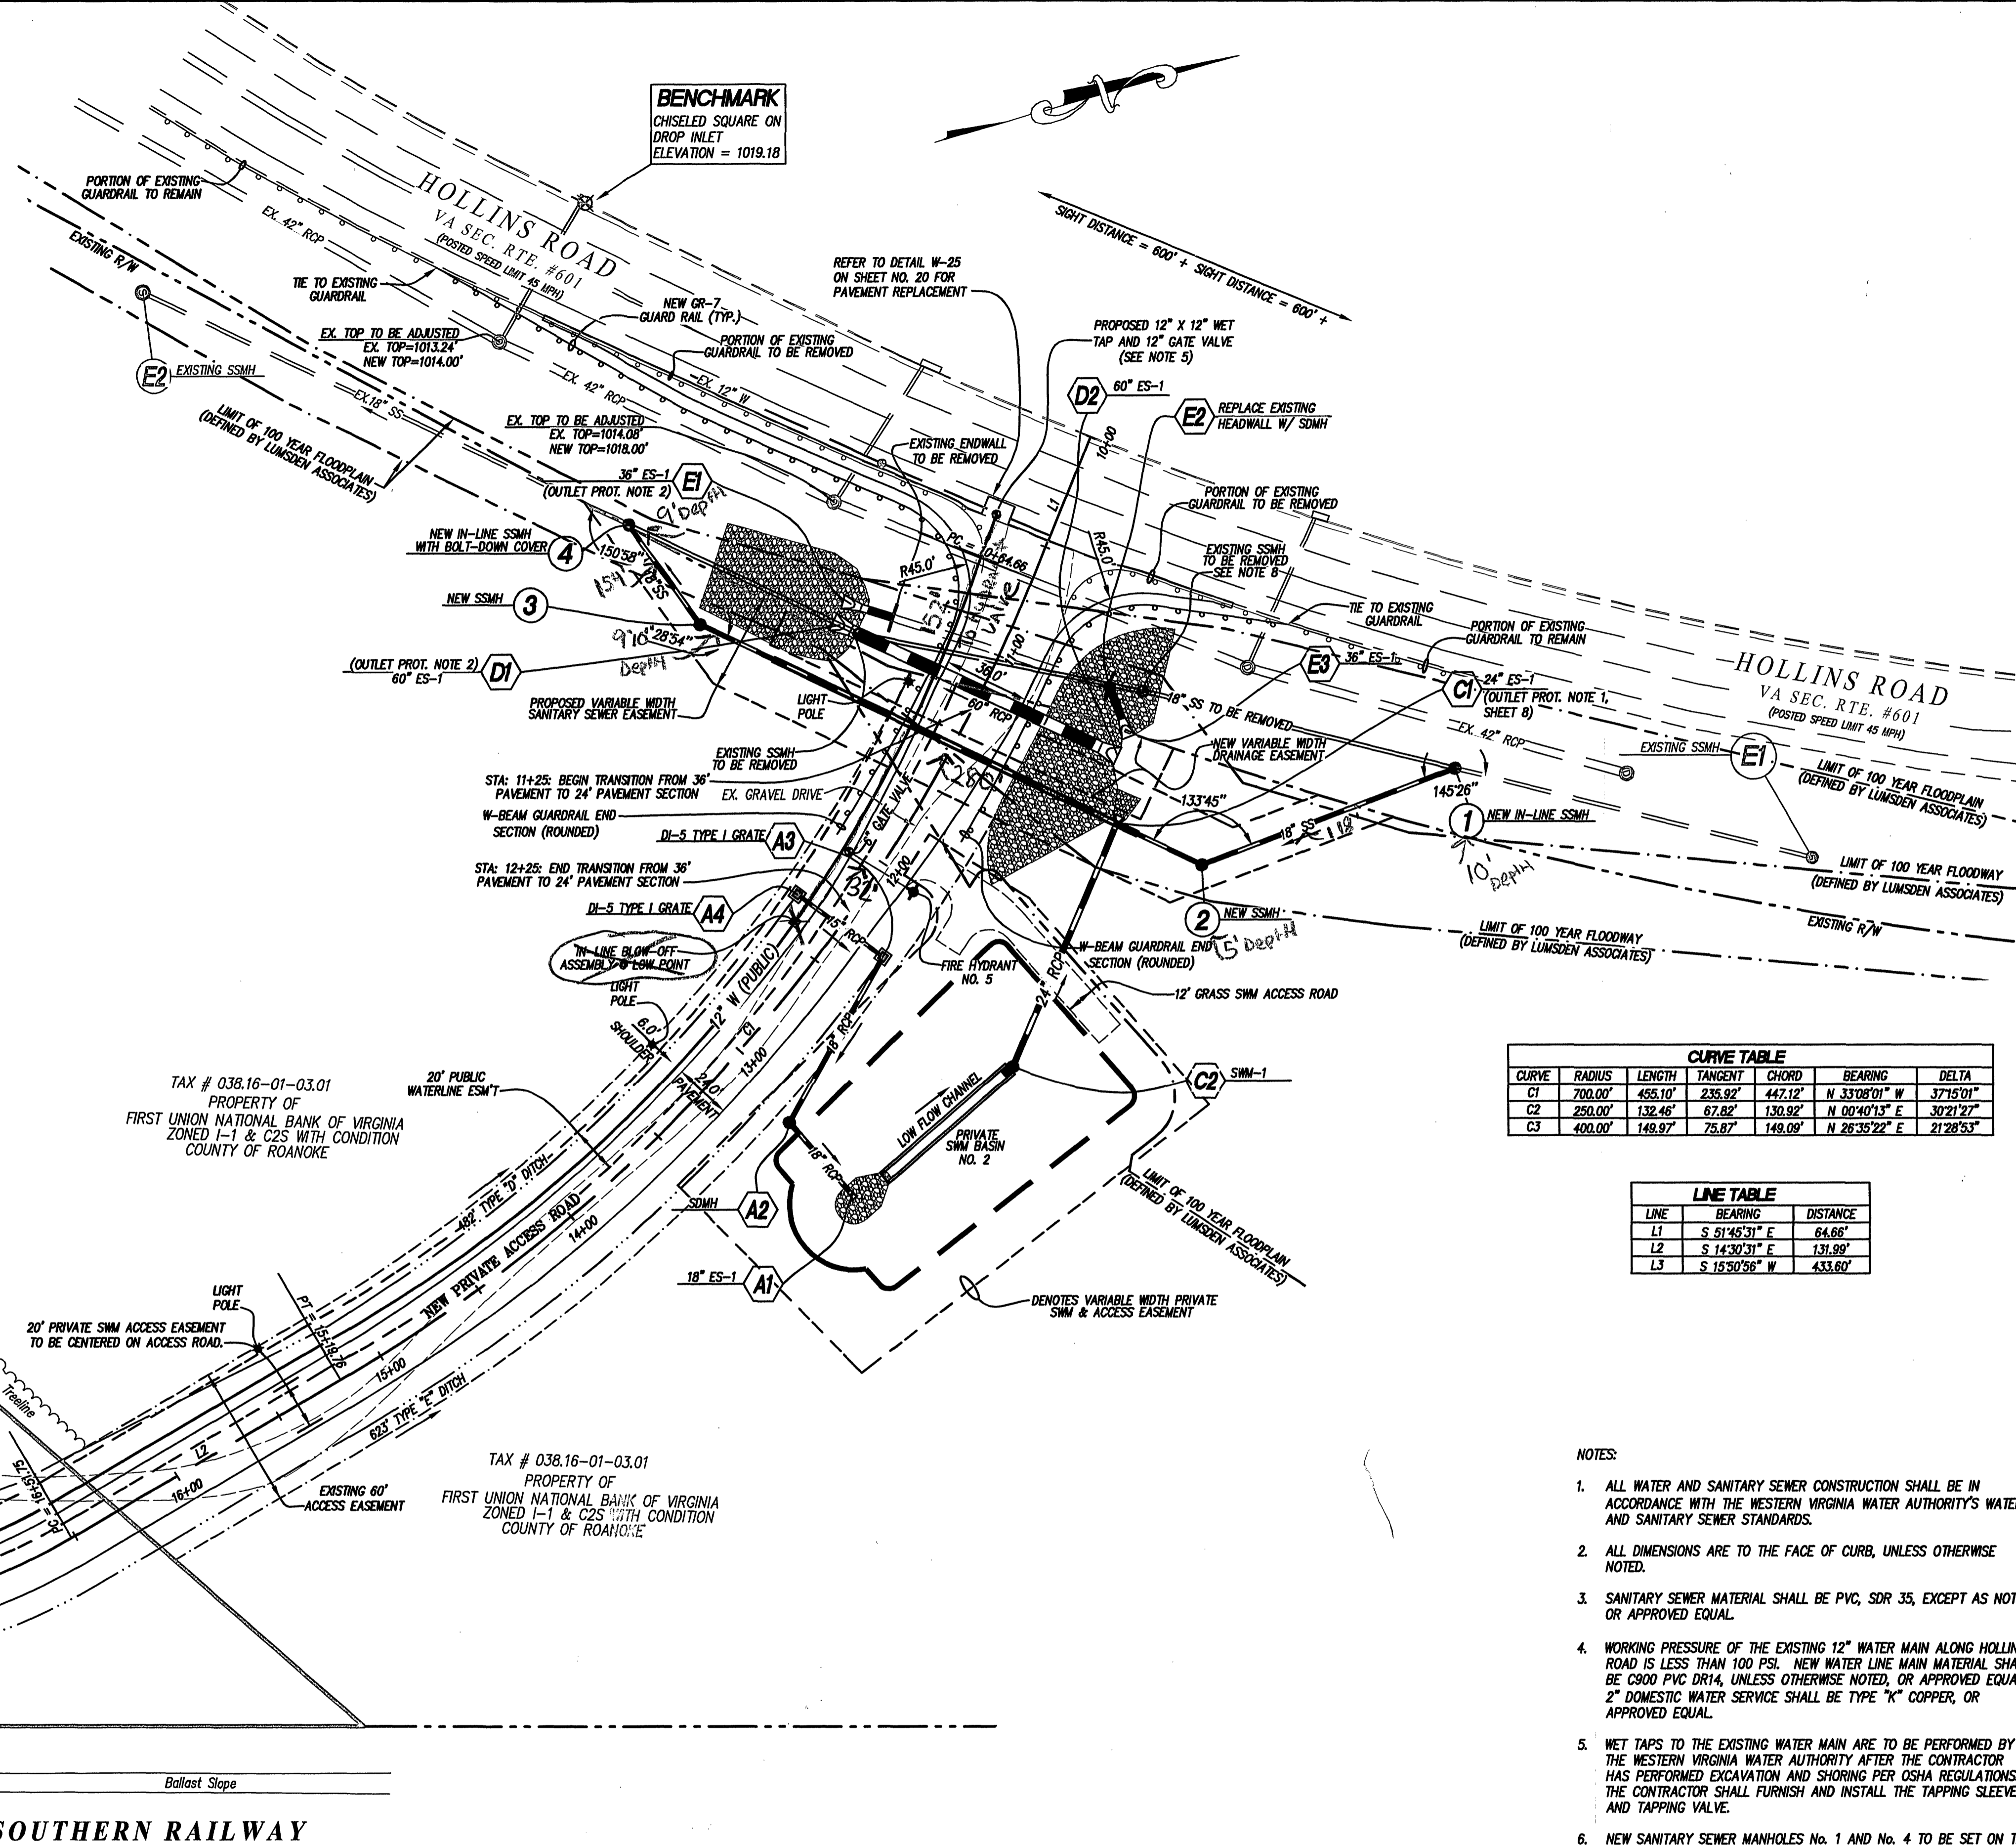 BENCHMARK
CHISELED SQUARE ON
DROP INLET
ELEVATION = 1019.18
PORTION OF EXISTING
GUARDRAIL TO REMAIN
HOLLINS ROAD
VA SEC. RTE. #601
(POSTED SPEED LIMIT 45 MPH)
EX. 42" RCP
EXISTING R/W
TIE TO EXISTING
GUARDRAIL
SIGHT DISTANCE = 600' + SIGHT DISTANCE = 600' +
REFER TO DETAIL W-25
ON SHEET NO. 20 FOR
PAVEMENT REPLACEMENT
NEW GR-7
GUARD RAIL (TYP.)
EX. TOP TO BE ADJUSTED
EX. TOP=1013.24'
NEW TOP=1014.00'
PORTION OF EXISTING
GUARDRAIL TO BE REMOVED
PROPOSED 12" X 12" WET
TAP AND 12" GATE VALVE
(SEE NOTE 5)
E2 EXISTING SSMH
EX.18" SS
EX. 42" RCP
EX. 12" W
LIMIT OF 100 YEAR FLOODPLAIN
(DEFINED BY LUMSDEN ASSOCIATES)
D2 60" ES-1
E2 REPLACE EXISTING
HEADWALL W/ SDMH
EX. TOP TO BE ADJUSTED
EX. TOP=1014.08'
NEW TOP=1018.00'
EXISTING ENDWALL
TO BE REMOVED
10+00
L1
36" ES-1 E1
(OUTLET PROT. NOTE 2)
9' DEPTH
PORTION OF EXISTING
GUARDRAIL TO BE REMOVED
NEW IN-LINE SSMH
WITH BOLT-DOWN COVER 4
150°58"
18" SS
PC = 10+64.66
R45.0'
R45.0'
EXISTING SSMH
TO BE REMOVED
SEE NOTE 8
NEW SSMH 3
28°54"
DEPTH
152'
VALVE
11+00
TIE TO EXISTING
GUARDRAIL
PORTION OF EXISTING
GUARDRAIL TO REMAIN
(OUTLET PROT. NOTE 2)
60" ES-1 D1
36.0'
E3 36" ES-1
C1 24" ES-1
(OUTLET PROT. NOTE 1,
SHEET 8)
HOLLINS ROAD
VA SEC. RTE. #601
(POSTED SPEED LIMIT 45 MPH)
PROPOSED VARIABLE WIDTH
SANITARY SEWER EASEMENT
LIGHT
POLE
60" RCP
18" SS TO BE REMOVED
EX. 42" RCP
NEW VARIABLE WIDTH
DRAINAGE EASEMENT
EXISTING SSMH E1
EXISTING SSMH
TO BE REMOVED
STA: 11+25: BEGIN TRANSITION FROM 36'
PAVEMENT TO 24' PAVEMENT SECTION
EX. GRAVEL DRIVE
280
LIMIT OF 100 YEAR FLOODPLAIN
(DEFINED BY LUMSDEN ASSOCIATES)
133°45"
145°26"
W-BEAM GUARDRAIL END
SECTION (ROUNDED)
6" GATE VALVE
18" SS
118'
1 NEW IN-LINE SSMH
10'
DEPTH
DI-5 TYPE I GRATE A3
STA: 12+25: END TRANSITION FROM 36'
PAVEMENT TO 24' PAVEMENT SECTION
12+00
132'
LIMIT OF 100 YEAR FLOODWAY
(DEFINED BY LUMSDEN ASSOCIATES)
DI-5 TYPE I GRATE A4
15" RCP
2 NEW SSMH
15' DEPTH
EXISTING R/W
LIMIT OF 100 YEAR FLOODWAY
(DEFINED BY LUMSDEN ASSOCIATES)
IN-LINE BLOW-OFF
ASSEMBLY @ LOW POINT
W-BEAM GUARDRAIL END
SECTION (ROUNDED)
FIRE HYDRANT
NO. 5
LIGHT
POLE
12" W (PUBLIC)
24" RCP
12' GRASS SWM ACCESS ROAD
6.0'
SHOULDER
C1
18" RCP
13+00
24.0'
PAVEMENT
TAX # 038.16-01-03.01
PROPERTY OF
FIRST UNION NATIONAL BANK OF VIRGINIA
ZONED I-1 & C2S WITH CONDITION
COUNTY OF ROANOKE
20' PUBLIC
WATERLINE ESM'T
C2 SWM-1
LOW FLOW CHANNEL
PRIVATE
SWM BASIN
NO. 2
18" RCP
CURVE TABLE
CURVE RADIUS LENGTH TANGENT CHORD BEARING DELTA
C1 700.00' 455.10' 235.92' 447.12' N 33°08'01" W 37°15'01"
C2 250.00' 132.46' 67.82' 130.92' N 00°40'13" E 30°21'27"
C3 400.00' 149.97' 75.87' 149.09' N 26°35'22" E 21°28'53"
482' TYPE "D" DITCH
SDMH A2
LIMIT OF 100 YEAR FLOODPLAIN
(DEFINED BY LUMSDEN ASSOCIATES)
LINE TABLE
LINE BEARING DISTANCE
L1 S 51°45'31" E 64.66'
L2 S 14°30'31" E 131.99'
L3 S 15°50'56" W 433.60'
NEW PRIVATE ACCESS ROAD
14+00
18" ES-1 A1
DENOTES VARIABLE WIDTH PRIVATE
SWM & ACCESS EASEMENT
LIGHT
POLE
PT = 15+19.76
20' PRIVATE SWM ACCESS EASEMENT
TO BE CENTERED ON ACCESS ROAD.
15+00
Treeline
623' TYPE "E" DITCH
L2
16+00
PC = 16+51.75
EXISTING 60'
ACCESS EASEMENT
TAX # 038.16-01-03.01
PROPERTY OF
FIRST UNION NATIONAL BANK OF VIRGINIA
ZONED I-1 & C2S WITH CONDITION
COUNTY OF ROANOKE
NOTES:
1. ALL WATER AND SANITARY SEWER CONSTRUCTION SHALL BE IN
ACCORDANCE WITH THE WESTERN VIRGINIA WATER AUTHORITY'S WATE
AND SANITARY SEWER STANDARDS.
2. ALL DIMENSIONS ARE TO THE FACE OF CURB, UNLESS OTHERWISE
NOTED.
3. SANITARY SEWER MATERIAL SHALL BE PVC, SDR 35, EXCEPT AS NOT
OR APPROVED EQUAL.
4. WORKING PRESSURE OF THE EXISTING 12" WATER MAIN ALONG HOLLIN
ROAD IS LESS THAN 100 PSI. NEW WATER LINE MAIN MATERIAL SHA
BE C900 PVC DR14, UNLESS OTHERWISE NOTED, OR APPROVED EQUA
2" DOMESTIC WATER SERVICE SHALL BE TYPE "K" COPPER, OR
APPROVED EQUAL.
5. WET TAPS TO THE EXISTING WATER MAIN ARE TO BE PERFORMED BY
THE WESTERN VIRGINIA WATER AUTHORITY AFTER THE CONTRACTOR
HAS PERFORMED EXCAVATION AND SHORING PER OSHA REGULATIONS
THE CONTRACTOR SHALL FURNISH AND INSTALL THE TAPPING SLEEVE
AND TAPPING VALVE.
6. NEW SANITARY SEWER MANHOLES No. 1 AND No. 4 TO BE SET ON
Ballast Slope
SOUTHERN RAILWAY